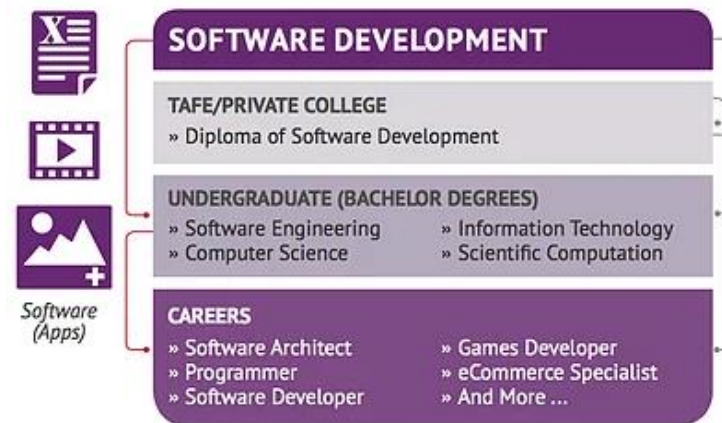 SOFTWARE DEVELOPMENT
TAFE/PRIVATE COLLEGE
» Diploma of Software Development
UNDERGRADUATE (BACHELOR DEGREES)
» Software Engineering
» Computer Science
» Information Technology
» Scientific Computation
CAREERS
» Software Architect
» Programmer
» Software Developer
» Games Developer
» eCommerce Specialist
» And More ...
X
Software
(Apps)